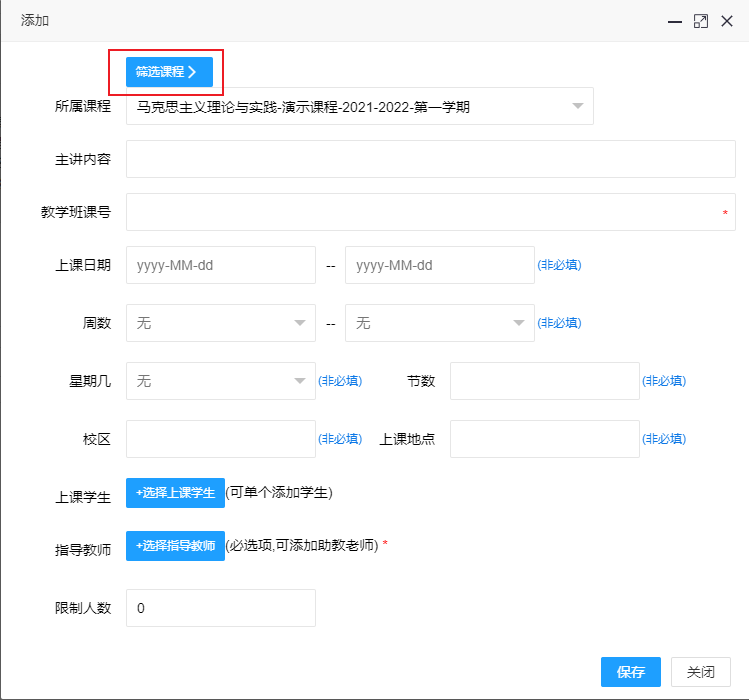 添加
筛选课程
所属课程 马克思主义理论与实践-演示课程-2021-2022-第一学期
主讲内容
教学班课号 *
上课日期 yyyy-MM-dd -- yyyy-MM-dd (非必填)
周数 无 -- 无 (非必填)
星期几 无 (非必填) 节数 (非必填)
校区 (非必填) 上课地点 (非必填)
上课学生 +选择上课学生 (可单个添加学生)
指导教师 +选择指导教师 (必选项,可添加助教老师) *
限制人数 0
保存 关闭